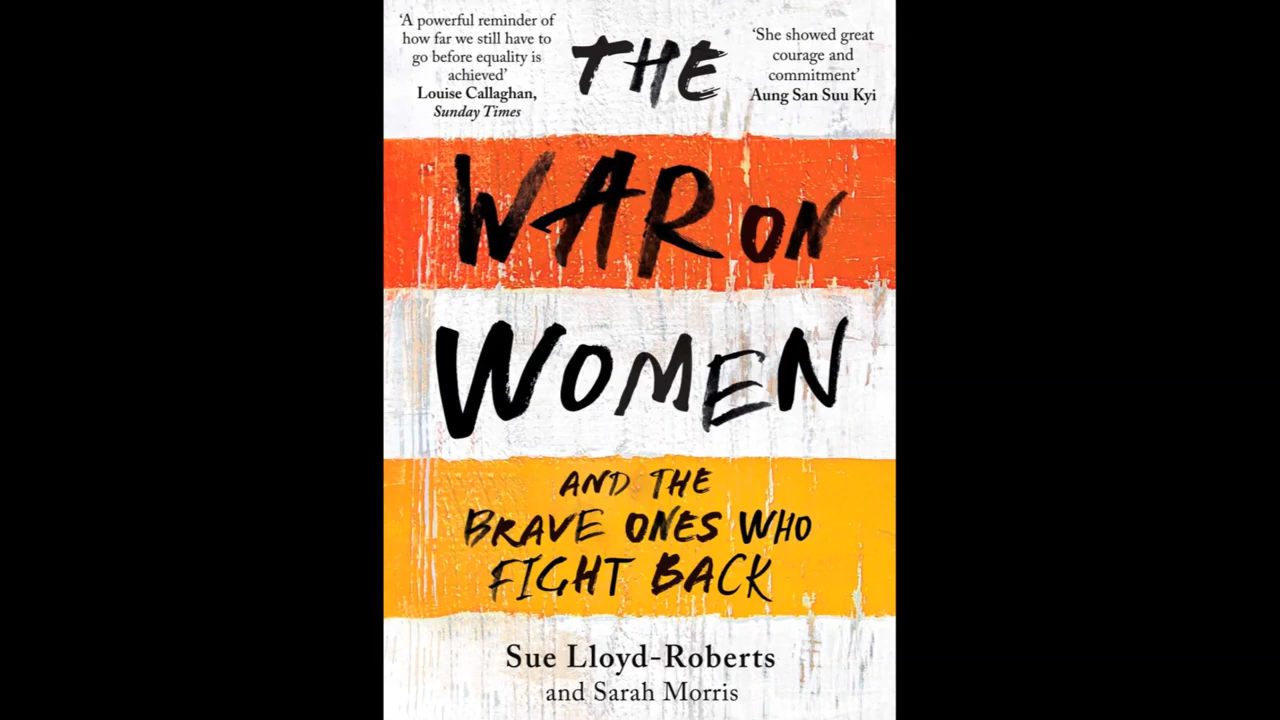 ‘A powerful reminder of
how far we still have to
go before equality is
achieved’
Louise Callaghan,
Sunday Times
‘She showed great
courage and
commitment’
Aung San Suu Kyi
THE
WAR ON
WOMEN
AND THE
BRAVE ONES WHO
FIGHT BACK
Sue Lloyd-Roberts
and Sarah Morris